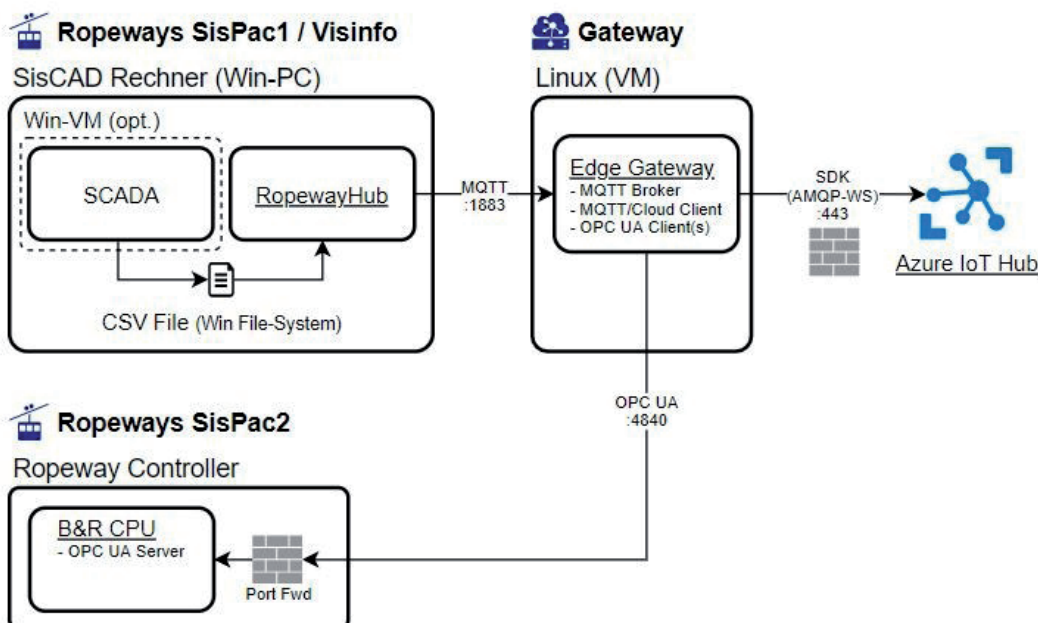 Ropeways SisPac1 / Visinfo
SisCAD Rechner (Win-PC)
Win-VM (opt.)
SCADA
RopewayHub
CSV File (Win File-System)
MQTT
:1883
Gateway
Linux (VM)
Edge Gateway
- MQTT Broker
- MQTT/Cloud Client
- OPC UA Client(s)
SDK
(AMQP-WS)
:443
Azure IoT Hub
OPC UA
:4840
Ropeways SisPac2
Ropeway Controller
B&R CPU
- OPC UA Server
Port Fwd